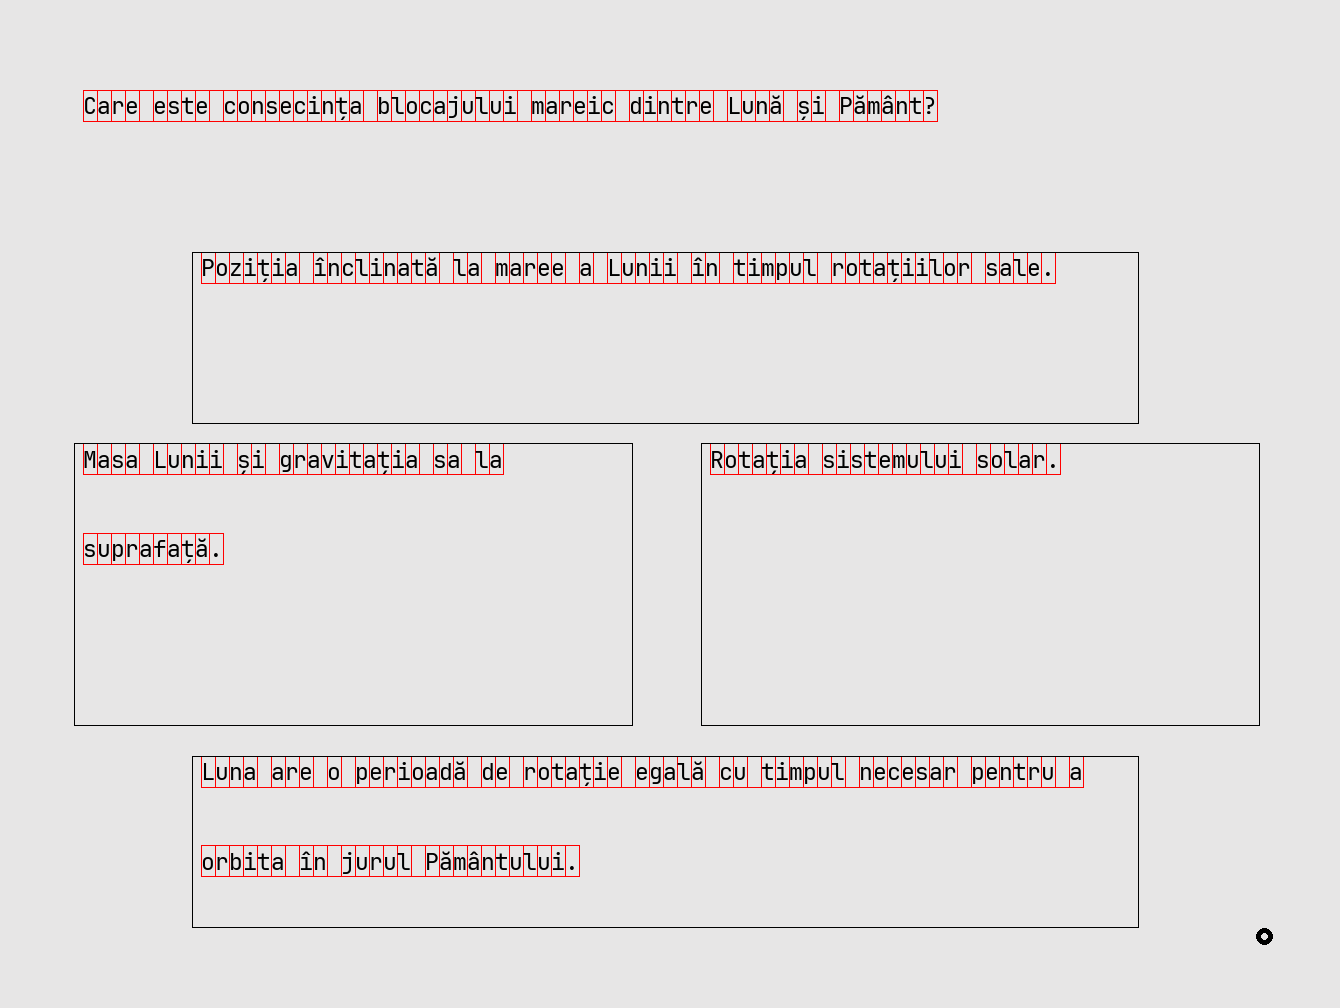 Care este consecința blocajului mareic dintre Lună și Pământ?
Poziția înclinată la maree a Lunii în timpul rotațiilor sale.
Masa Lunii și gravitația sa la
suprafață.
Rotația sistemului solar.
Luna are o perioadă de rotație egală cu timpul necesar pentru a
orbita în jurul Pământului.